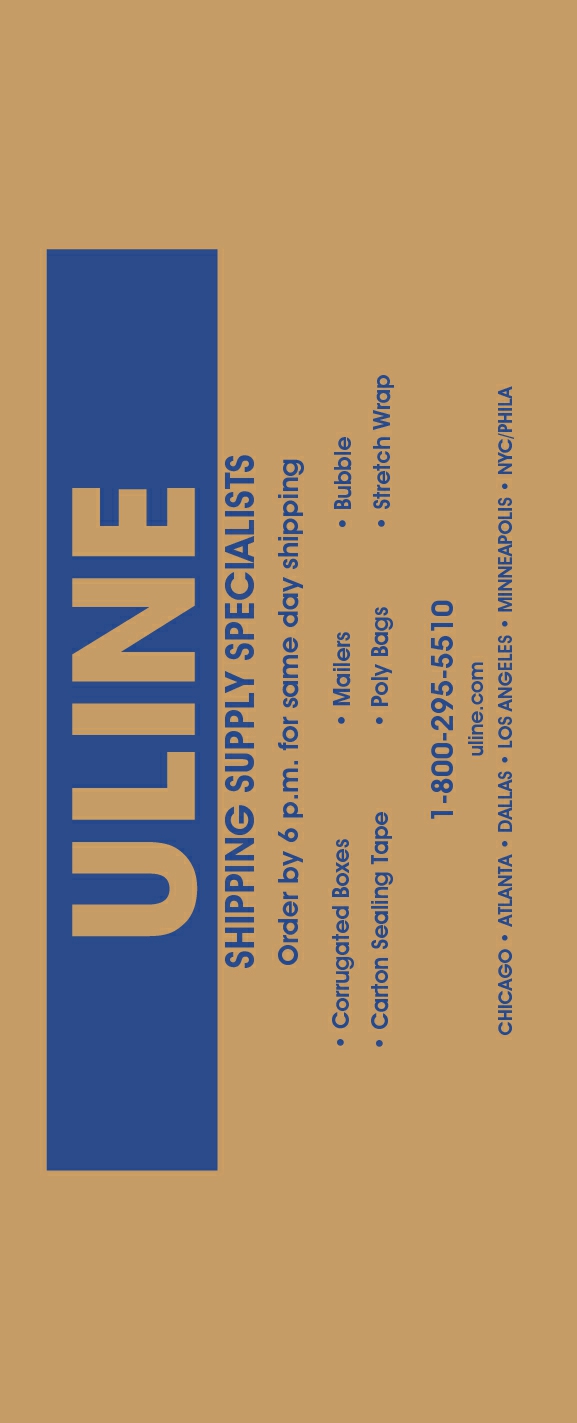 ULINE
SHIPPING SUPPLY SPECIALISTS
Order by 6 p.m. for same day shipping
• Corrugated Boxes • Mailers • Bubble
• Carton Sealing Tape • Poly Bags • Stretch Wrap
1-800-295-5510
uline.com
CHICAGO • ATLANTA • DALLAS • LOS ANGELES • MINNEAPOLIS • NYC/PHILA